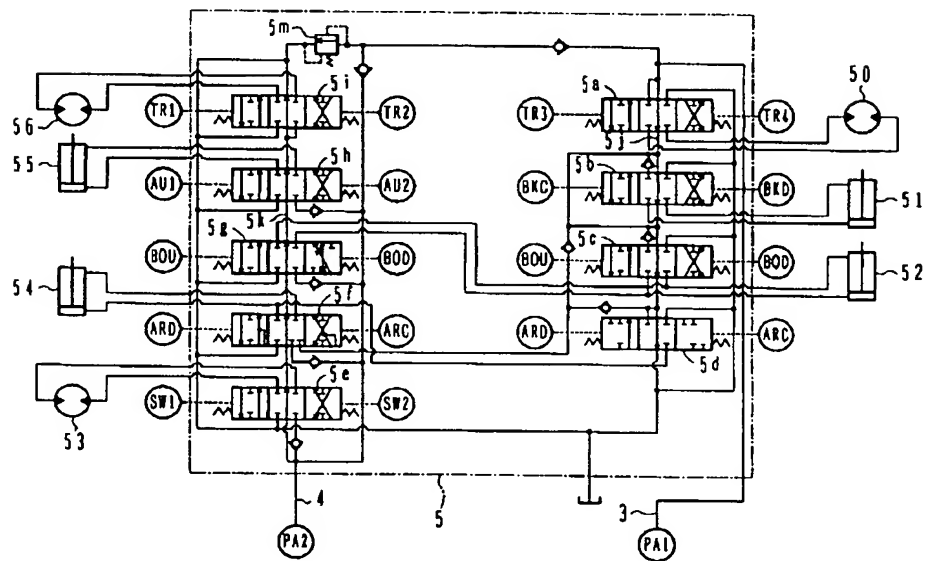 5m
5i
5a
50
TR1
TR2
TR3
TR4
56
5j
55
5h
5b
AU1
AU2
BKC
BKD
5k
51
5g
5c
BOU
BOD
BOU
BOD
52
54
5f
ARD
ARC
ARD
ARC
5d
5e
SW1
SW2
53
4
5
3
PA2
PA1